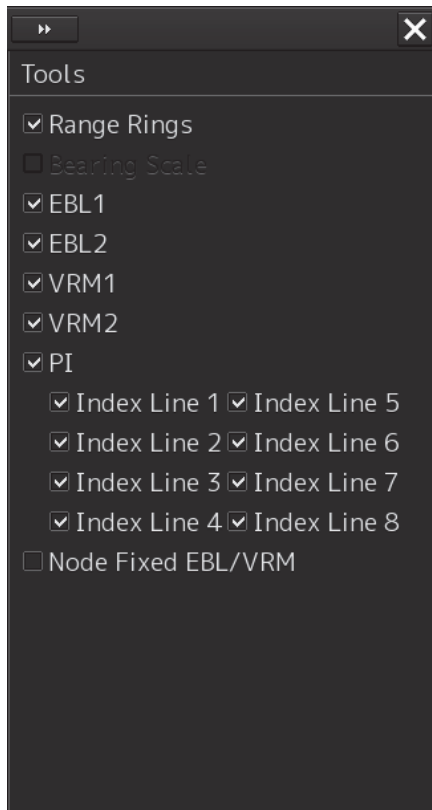 Tools
Range Rings
Bearing Scale
EBL1
EBL2
VRM1
VRM2
PI
Index Line 1 Index Line 5
Index Line 2 Index Line 6
Index Line 3 Index Line 7
Index Line 4 Index Line 8
Node Fixed EBL/VRM